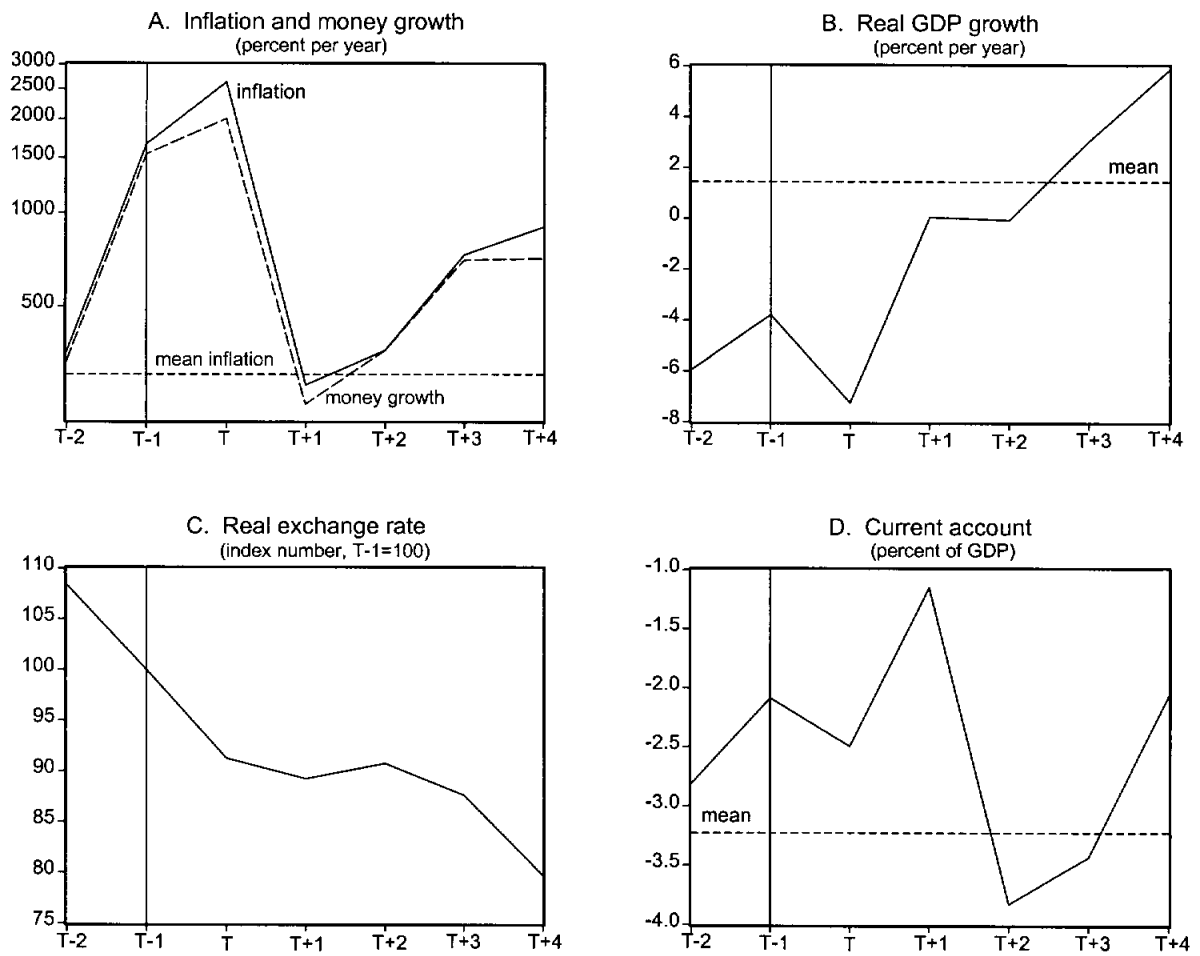 A. Inflation and money growth
(percent per year)
3000
2500
2000
1500
1000
500
inflation
mean inflation
money growth
T-2 T-1 T T+1 T+2 T+3 T+4
B. Real GDP growth
(percent per year)
6
4
2
0
-2
-4
-6
-8
mean
T-2 T-1 T T+1 T+2 T+3 T+4
C. Real exchange rate
(index number, T-1=100)
110
105
100
95
90
85
80
75
T-2 T-1 T T+1 T+2 T+3 T+4
D. Current account
(percent of GDP)
-1.0
-1.5
-2.0
-2.5
-3.0
-3.5
-4.0
mean
T-2 T-1 T T+1 T+2 T+3 T+4